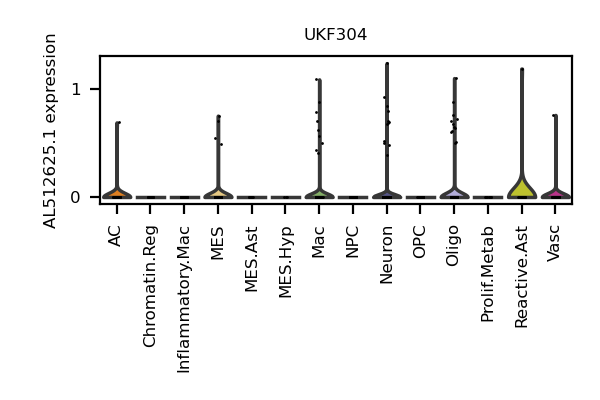 UKF304
AL512625.1 expression
1
0
AC
Chromatin.Reg
Inflammatory.Mac
MES
MES.Ast
MES.Hyp
Mac
NPC
Neuron
OPC
Oligo
Prolif.Metab
Reactive.Ast
Vasc